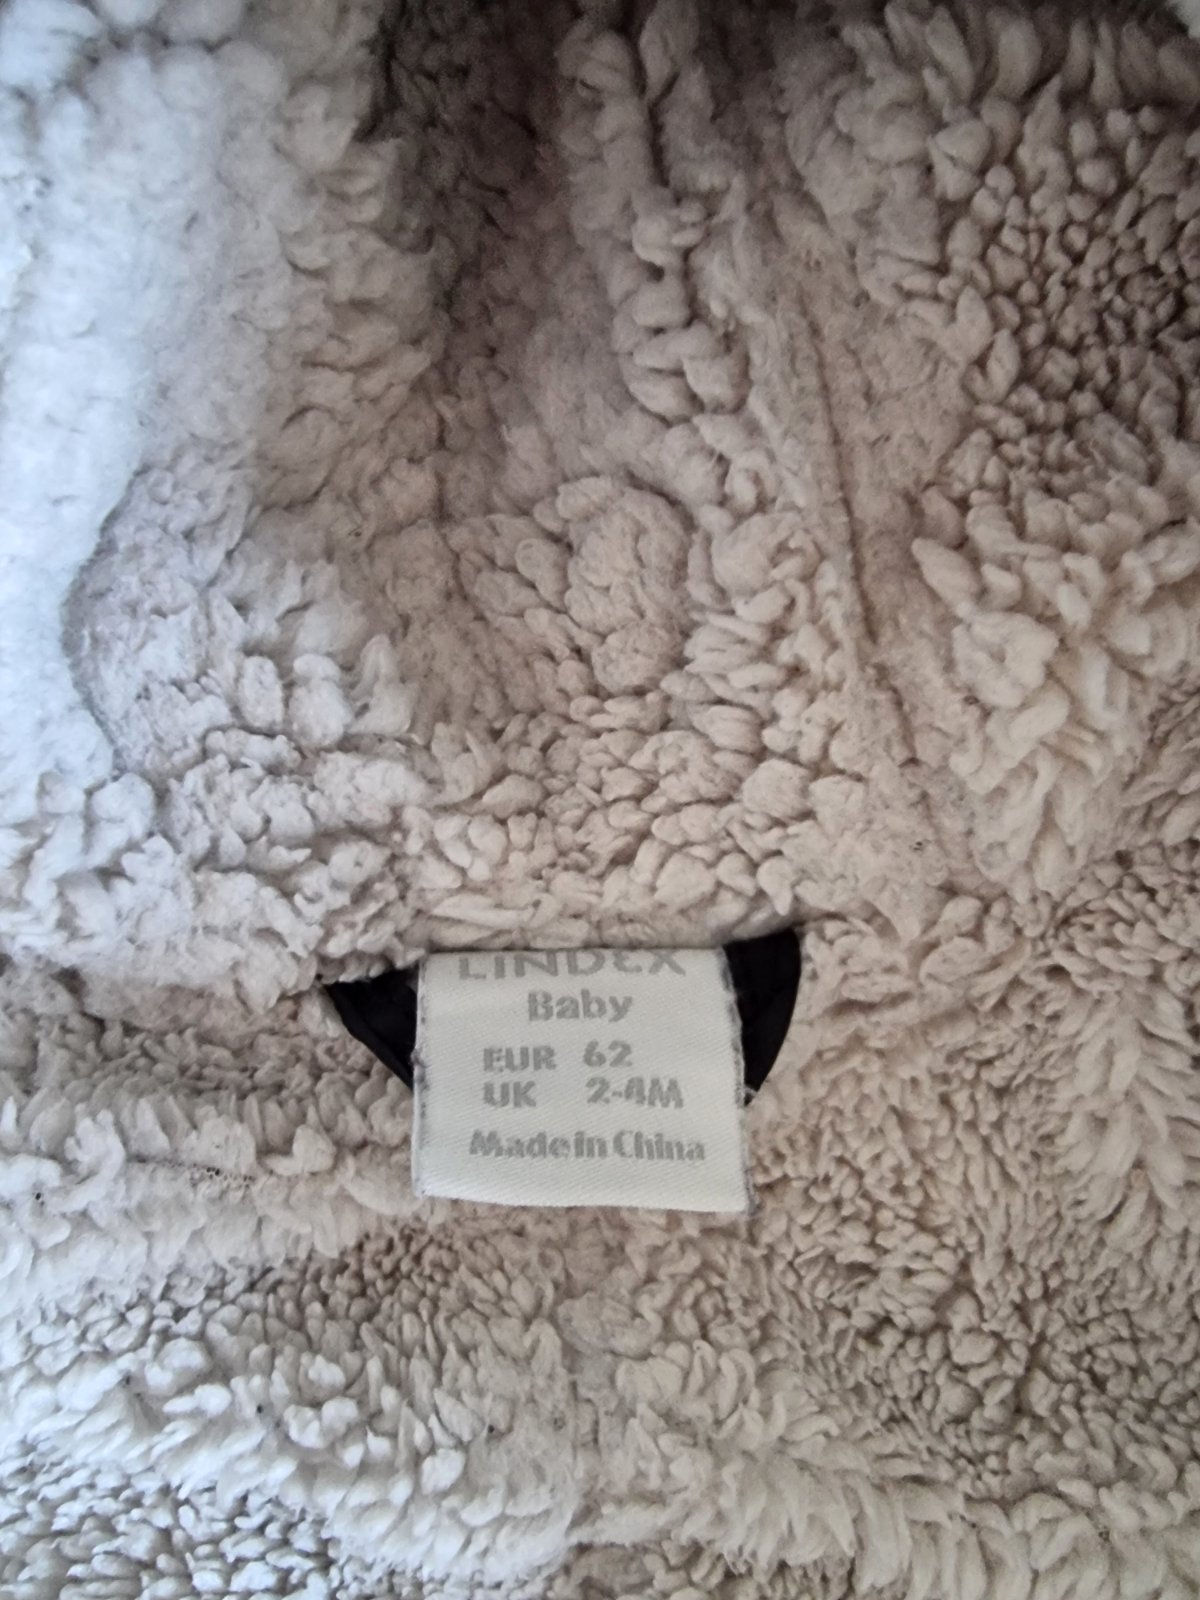 LINDEX
Baby
EUR 62
UK 2-4M
Made in China